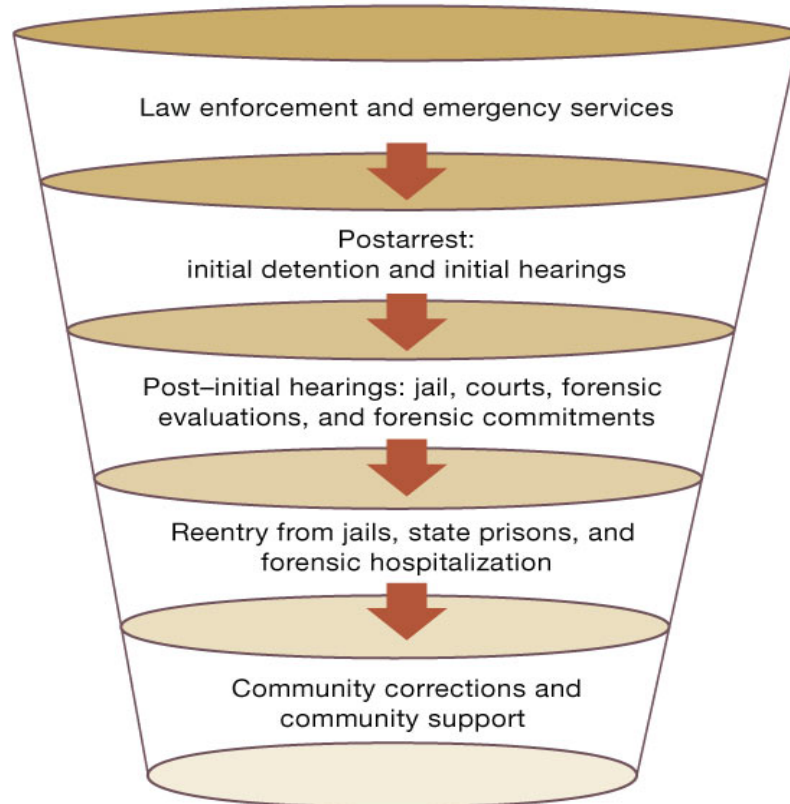 Law enforcement and emergency services
Postarrest:
initial detention and initial hearings
Post–initial hearings: jail, courts, forensic
evaluations, and forensic commitments
Reentry from jails, state prisons, and
forensic hospitalization
Community corrections and
community support